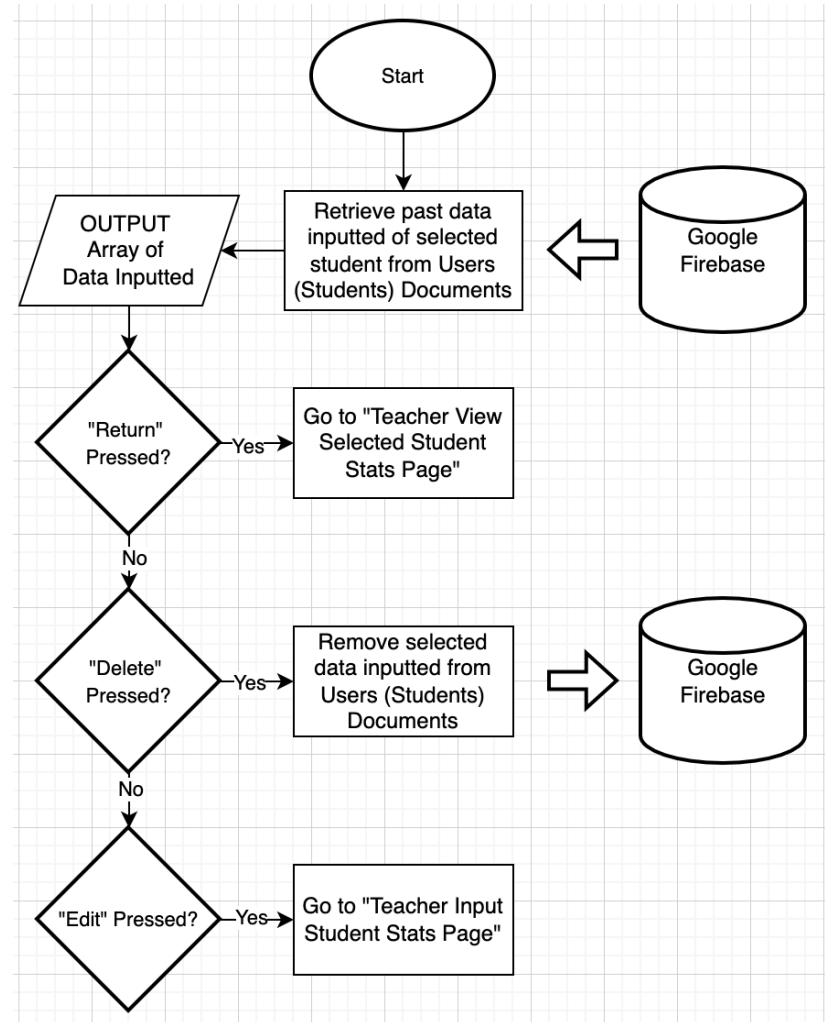 Start
Retrieve past data
inputted of selected
student from Users
(Students) Documents
Google
Firebase
OUTPUT
Array of
Data Inputted
"Return"
Pressed?
Yes
Go to "Teacher View
Selected Student
Stats Page"
No
"Delete"
Pressed?
Yes
Remove selected
data inputted from
Users (Students)
Documents
Google
Firebase
No
"Edit" Pressed?
Yes
Go to "Teacher Input
Student Stats Page"